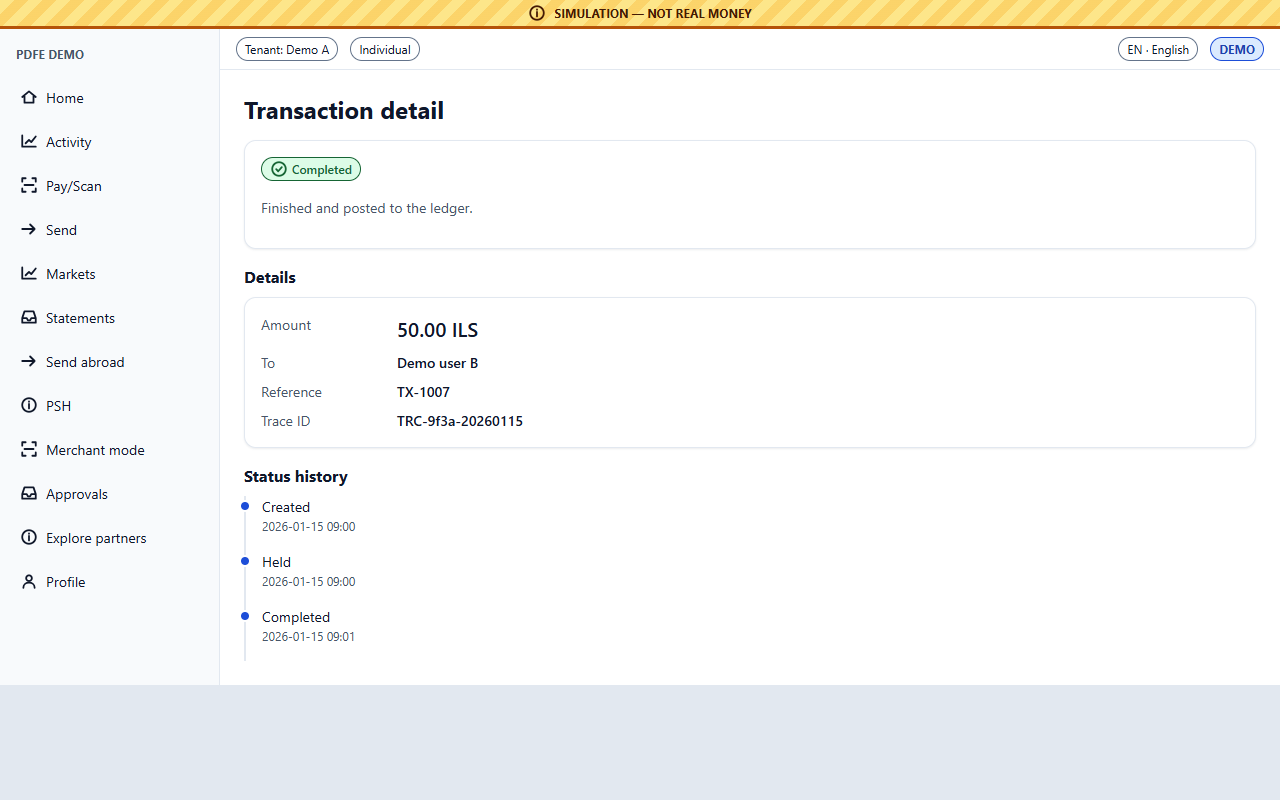 SIMULATION — NOT REAL MONEY
PDFE DEMO
Home
Activity
Pay/Scan
Send
Markets
Statements
Send abroad
PSH
Merchant mode
Approvals
Explore partners
Profile
Tenant: Demo A
Individual
EN · English
DEMO
Transaction detail
Completed
Finished and posted to the ledger.
Details
Amount 50.00 ILS
To Demo user B
Reference TX-1007
Trace ID TRC-9f3a-20260115
Status history
Created
2026-01-15 09:00
Held
2026-01-15 09:00
Completed
2026-01-15 09:01